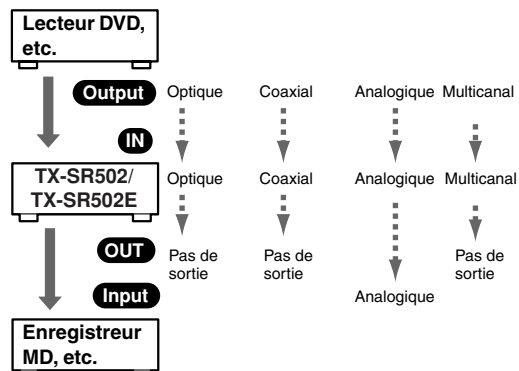 Lecteur DVD,
etc.
Output Optique Coaxial Analogique Multicanal
IN
TX-SR502/
TX-SR502E
Optique Coaxial Analogique Multicanal
OUT
Pas de
sortie
Pas de
sortie
Pas de
sortie
Input
Analogique
Enregistreur
MD, etc.